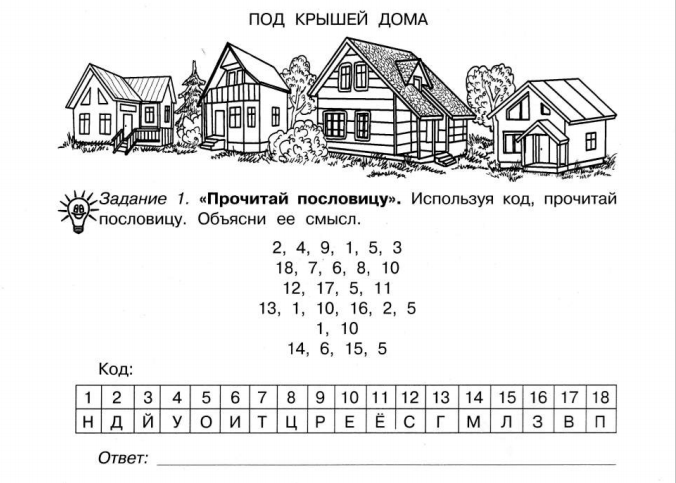 ПОД КРЫШЕЙ ДОМА
Задание 1. «Прочитай пословицу». Используя код, прочитай
пословицу. Объясни ее смысл.
2, 4, 9, 1, 5, 3
18, 7, 6, 8, 10
12, 17, 5, 11
13, 1, 10, 16, 2, 5
1, 10
14, 6, 15, 5
Код:
1 2 3 4 5 6 7 8 9 10 11 12 13 14 15 16 17 18
Н Д Й У О И Т Ц Р Е Ё С Г М Л З В П
Ответ: